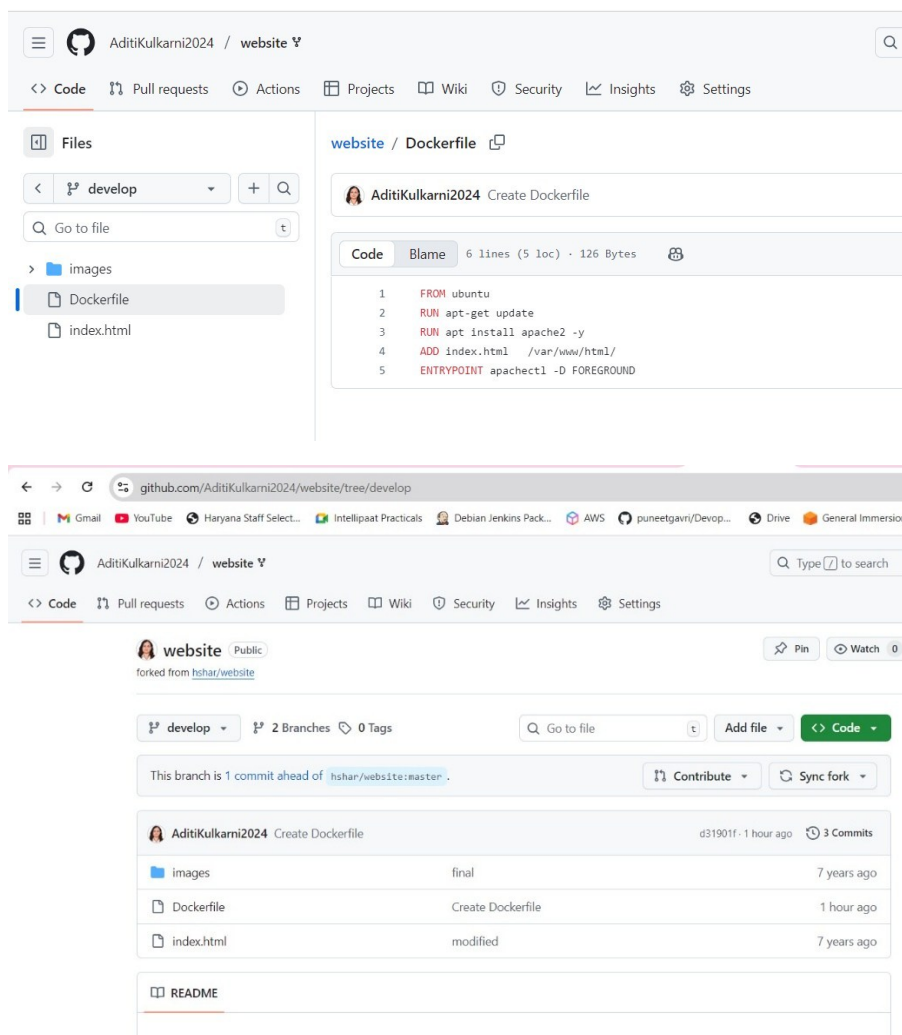 AditiKulkarni2024 / website
<> Code Pull requests Actions Projects Wiki Security Insights Settings
Files
website / Dockerfile
develop
AditiKulkarni2024 Create Dockerfile
Go to file t
Code Blame 6 lines (5 loc) · 126 Bytes
images
Dockerfile
index.html
1 FROM ubuntu
2 RUN apt-get update
3 RUN apt install apache2 -y
4 ADD index.html /var/www/html/
5 ENTRYPOINT apachectl -D FOREGROUND
github.com/AditiKulkarni2024/website/tree/develop
Gmail YouTube Haryana Staff Select... Intellipaat Practicals Debian Jenkins Pack... AWS puneetgavri/Devop... Drive General Immersion
AditiKulkarni2024 / website Type / to search
<> Code Pull requests Actions Projects Wiki Security Insights Settings
website Public Pin Watch 0
forked from hshar/website
develop 2 Branches 0 Tags Go to file t Add file <> Code
This branch is 1 commit ahead of hshar/website:master . Contribute Sync fork
AditiKulkarni2024 Create Dockerfile d31901f · 1 hour ago 3 Commits
images final 7 years ago
Dockerfile Create Dockerfile 1 hour ago
index.html modified 7 years ago
README